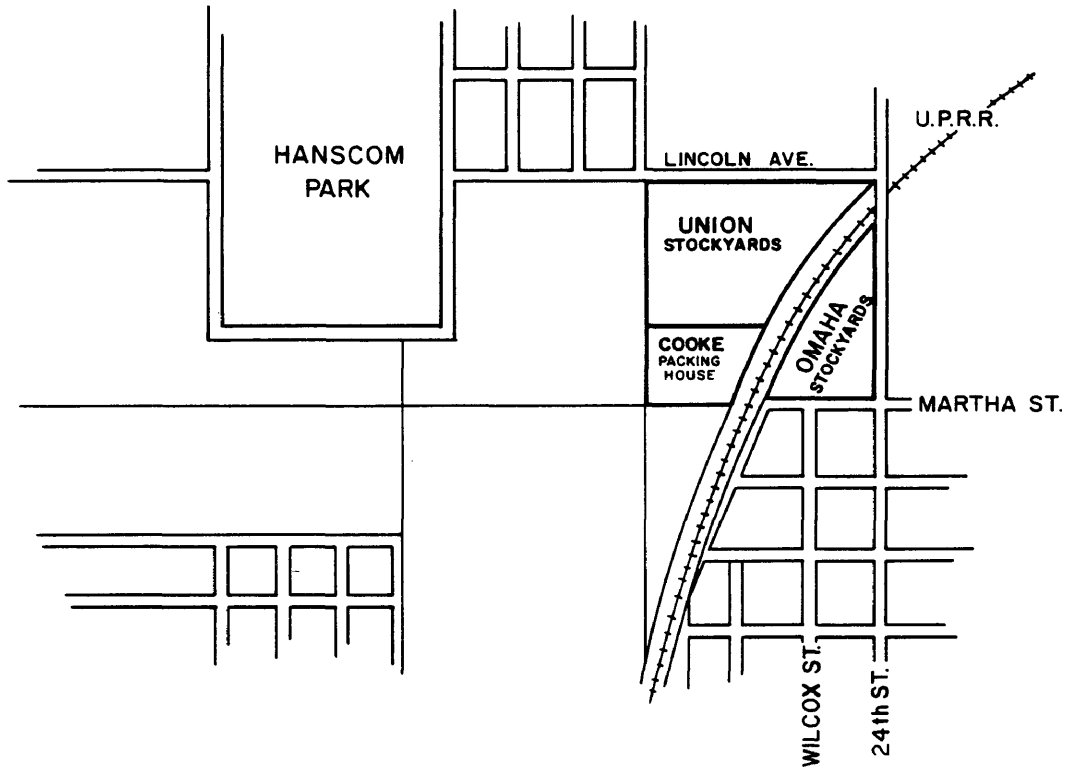 HANSCOM
PARK
U.P.R.R.
LINCOLN AVE.
UNION
STOCKYARDS
COOKE
PACKING
HOUSE
OMAHA
STOCKYARDS
MARTHA ST.
WILCOX ST.
24th ST.